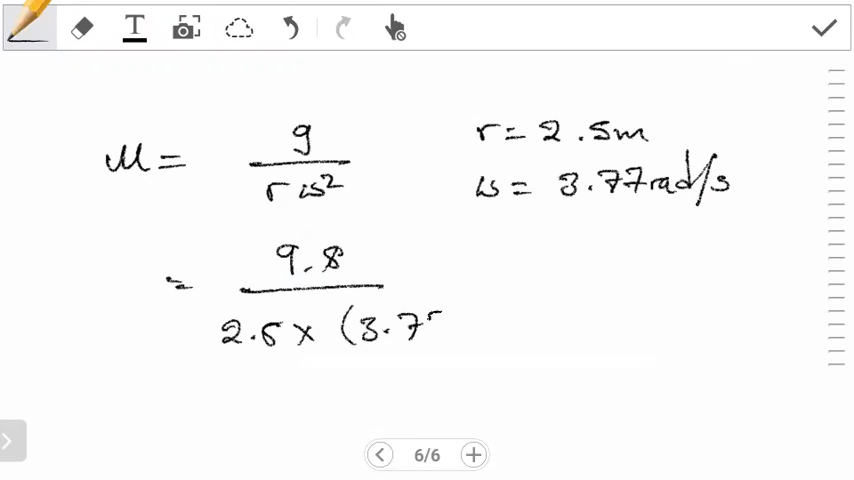 T
μ = g / rω² r = 2.5m
ω = 3.77rad/s
= 9.8 / 2.5 × (3.7
6/6